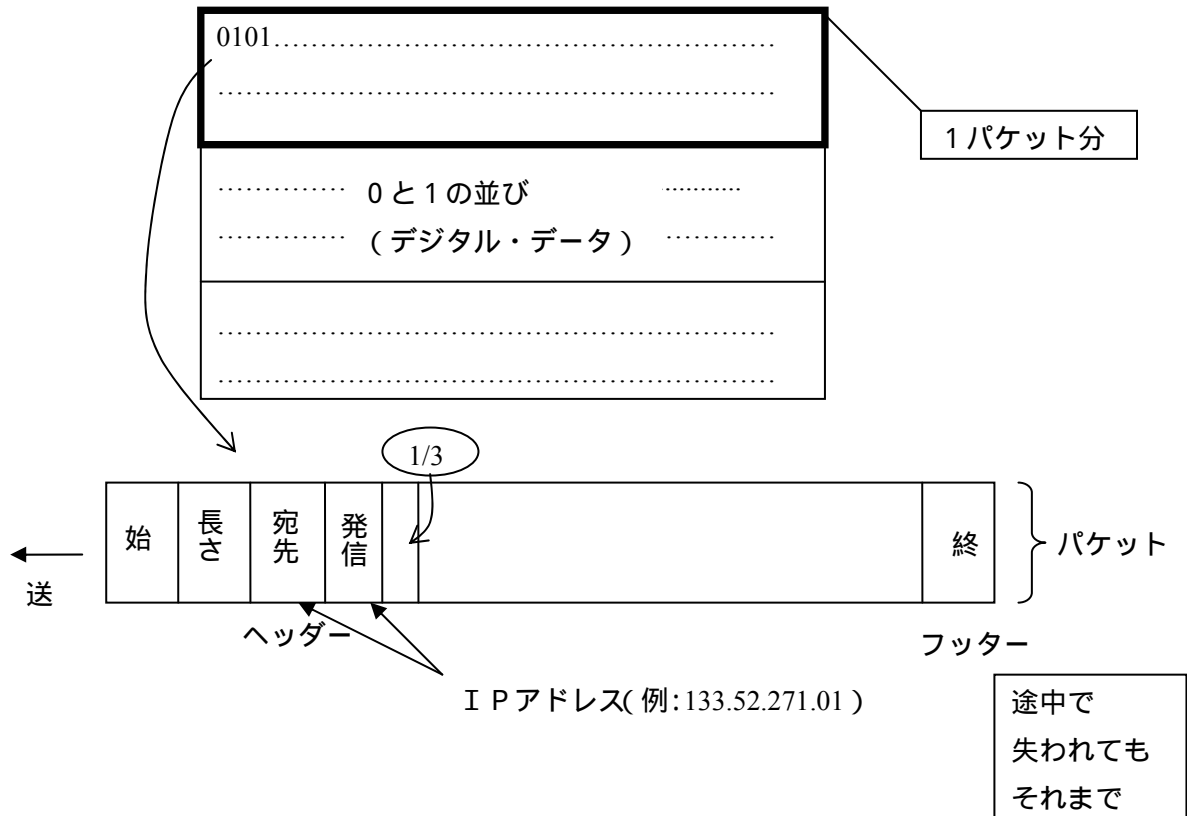 0101
1パケット分
0と1の並び
(デジタル・データ)
1/3
始
長さ
宛先
発信
終
パケット
送
ヘッダー
フッター
IPアドレス(例:133.52.271.01)
途中で
失われても
それまで